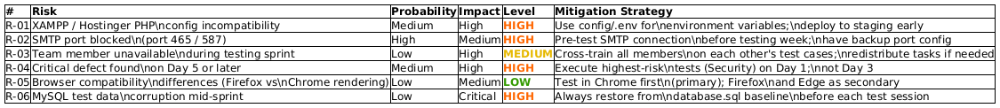 # Risk Probability Impact Level Mitigation Strategy
R-01 XAMPP / Hostinger PHP\nconfig incompatibility Medium High HIGH Use config/.env for\nenvironment variables;\ndeploy to staging early
R-02 SMTP port blocked\n(port 465 / 587) High Medium HIGH Pre-test SMTP connection\nbefore testing week;\nhave backup port config
R-03 Team member unavailable\nduring testing sprint Low High MEDIUM Cross-train all members\non each other's test cases;\nredistribute tasks if needed
R-04 Critical defect found\non Day 5 or later Medium High HIGH Execute highest-risk\ntests (Security) on Day 1;\nnot Day 3
R-05 Browser compatibility\ndifferences (Firefox vs\nChrome rendering) Low Medium LOW Test in Chrome first\n(primary); Firefox\nand Edge as secondary
R-06 MySQL test data\ncorruption mid-sprint Low Critical HIGH Always restore from\ndatabase.sql baseline\nbefore each test session